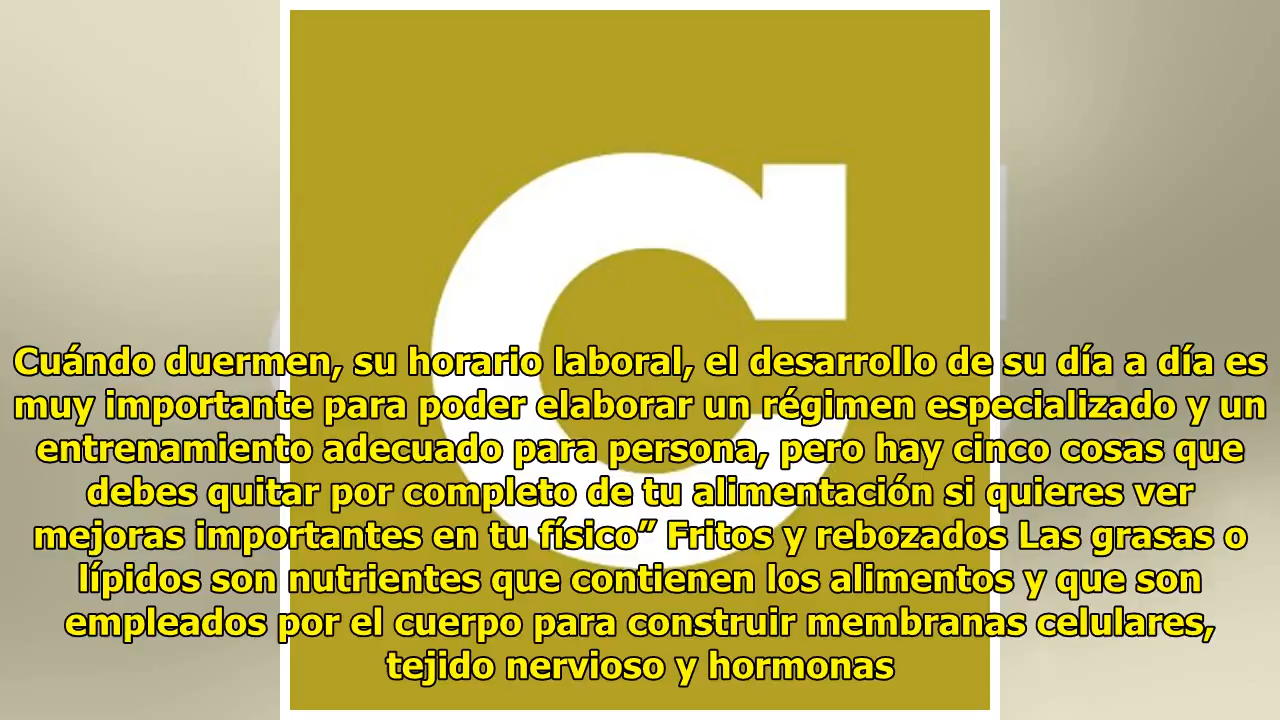 C
Cuándo duermen, su horario laboral, el desarrollo de su día a día es
muy importante para poder elaborar un régimen especializado y un
entrenamiento adecuado para persona, pero hay cinco cosas que
debes quitar por completo de tu alimentación si quieres ver
mejoras importantes en tu físico” Fritos y rebozados Las grasas o
lípidos son nutrientes que contienen los alimentos y que son
empleados por el cuerpo para construir membranas celulares,
tejido nervioso y hormonas